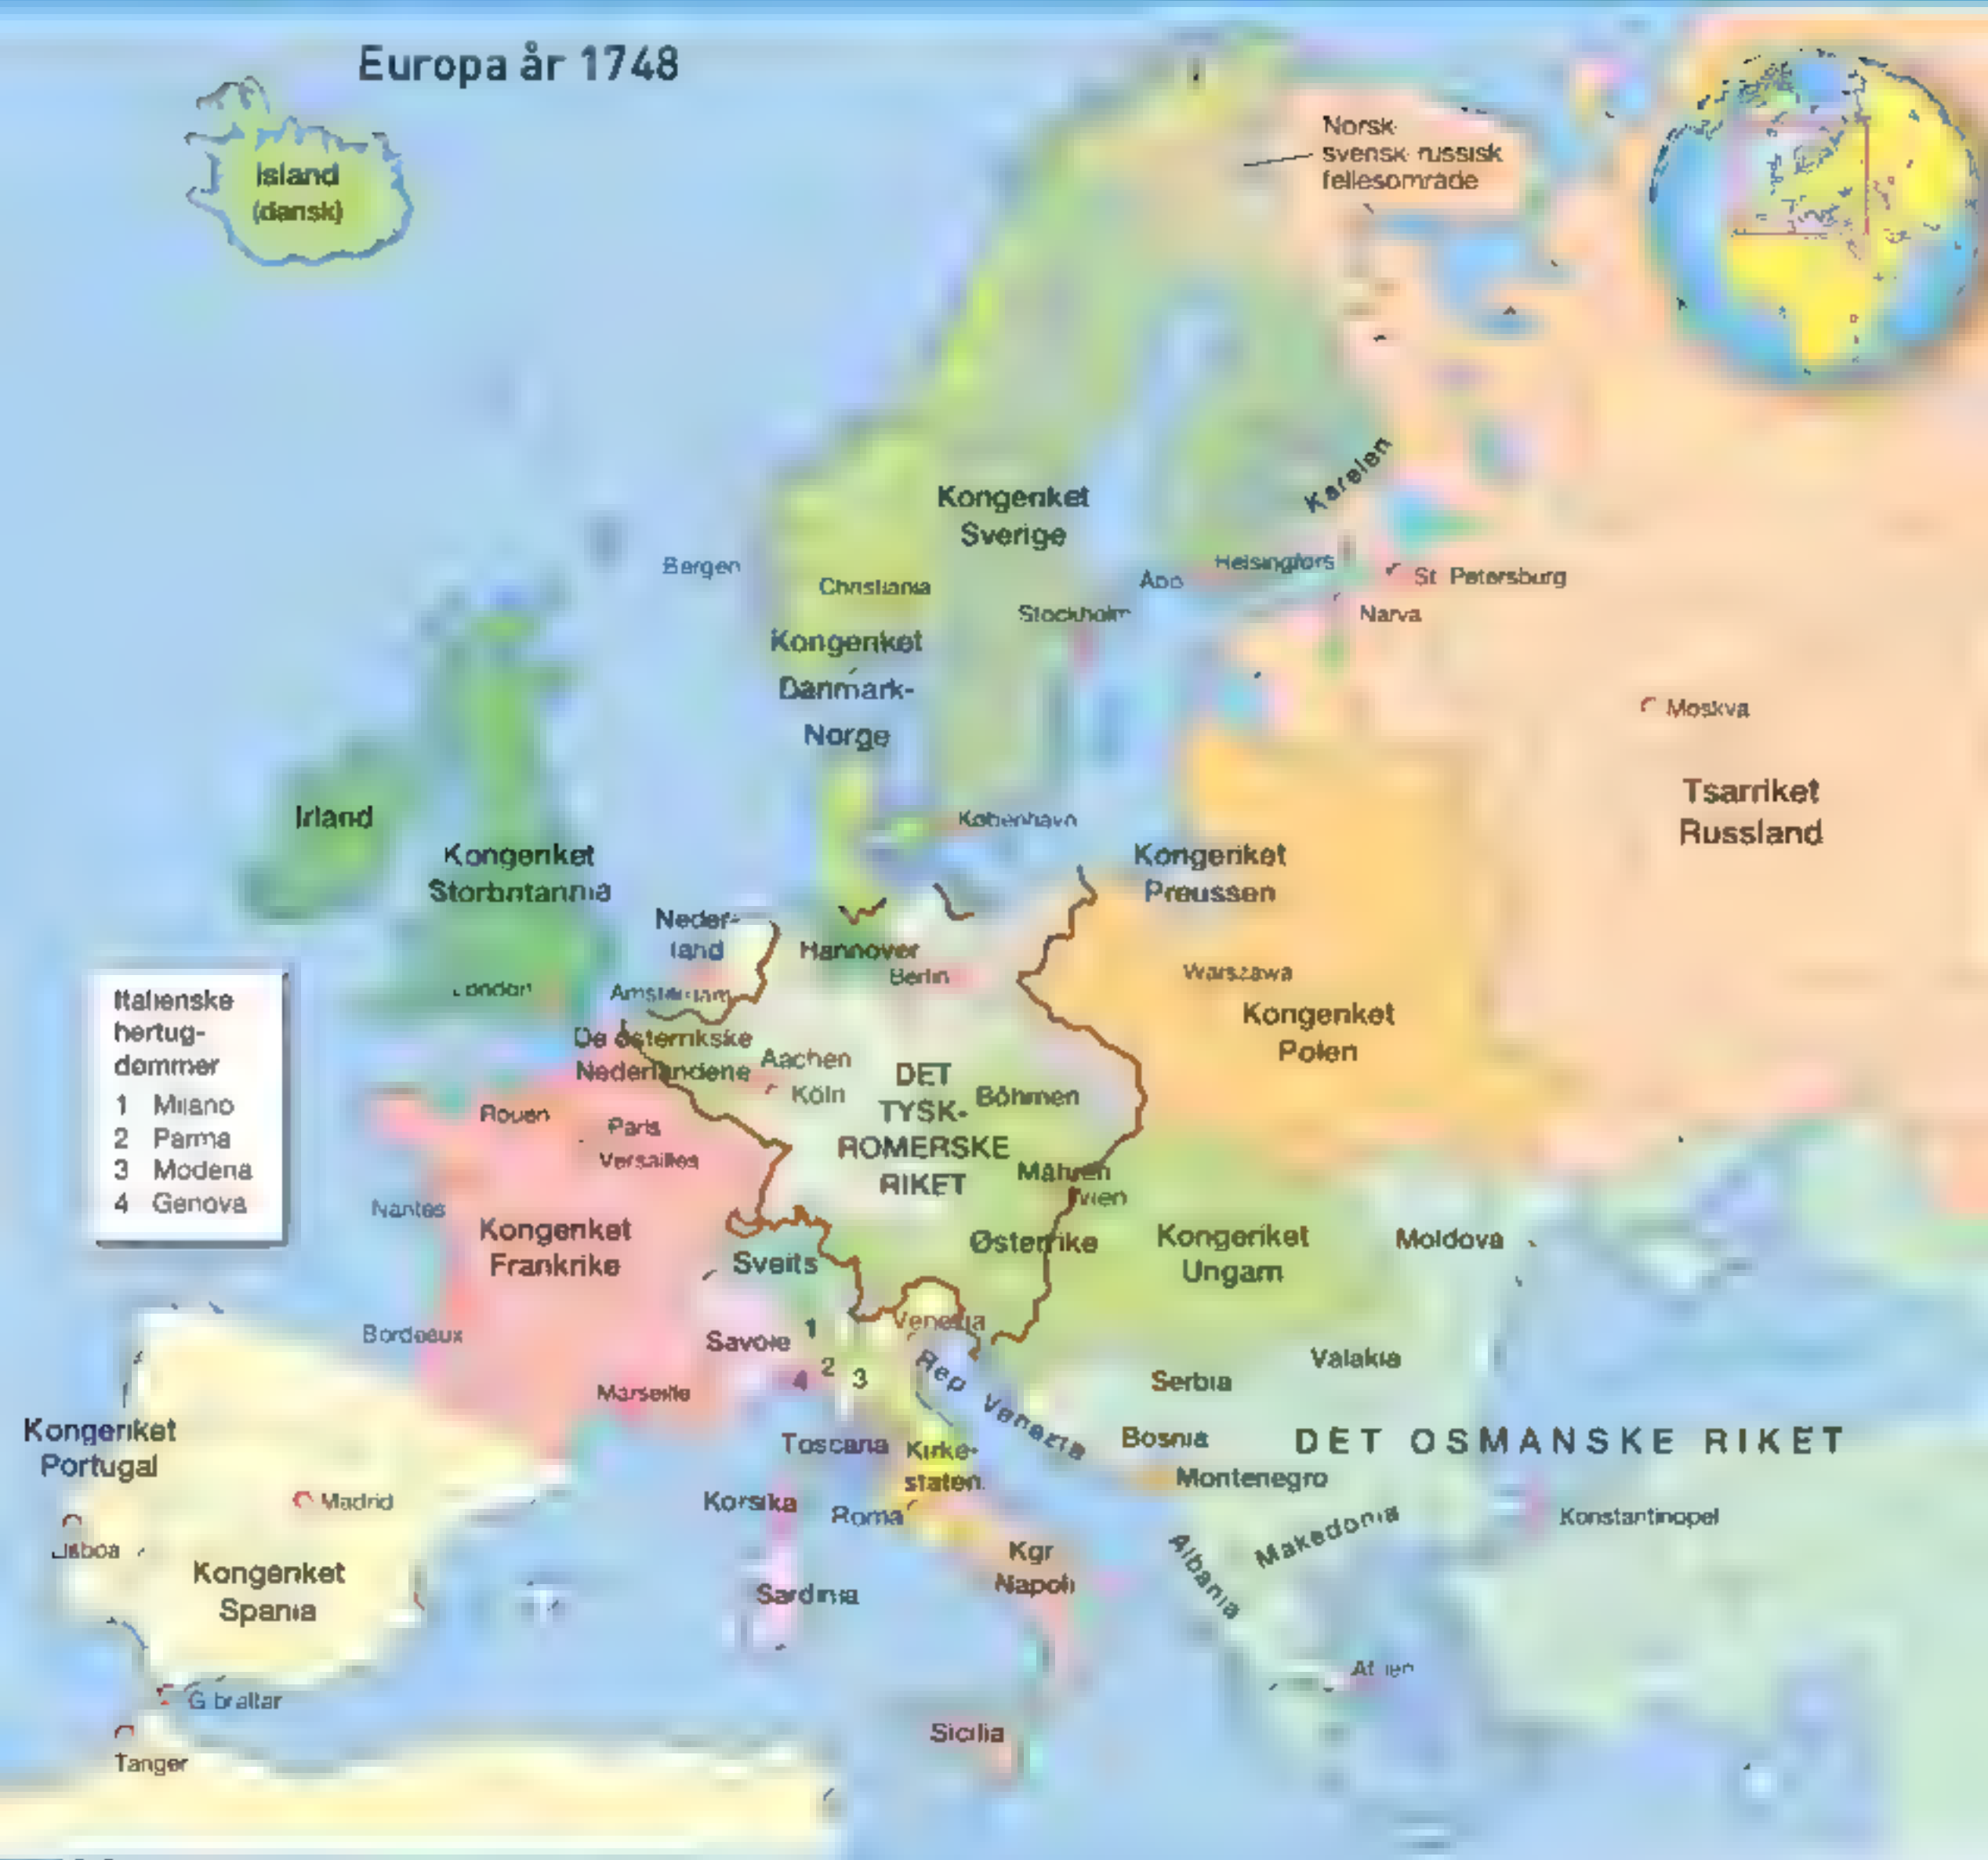 Europa år 1748
Island
(dansk)
Norsk-
svensk-russisk
fellesområde
Karelen
Kongeriket
Sverige
Bergen
Christiania
Helsingfors
Åbo
St. Petersburg
Stockholm
Narva
Kongeriket
Danmark-
Norge
Moskva
Tsarriket
Russland
Irland
København
Kongeriket
Storbritannia
Kongeriket
Preussen
Neder-
land
Hannover
Berlin
Warszawa
London
Amsterdam
Kongeriket
Polen
Italienske
hertug-
dømmer
1 Milano
2 Parma
3 Modena
4 Genova
De østerrikske
Nederlandene
Aachen
Köln
DET
TYSK-
ROMERSKE
RIKET
Böhmen
Mähren
Wien
Østerrike
Rouen
Paris
Versailles
Nantes
Kongeriket
Frankrike
Sveits
Kongeriket
Ungarn
Moldova
Bordeaux
Savoie
1
2
3
4
Venezia
Rep. Venezia
Valakia
Serbia
Marseille
Kongeriket
Portugal
Toscana
Kirke-
staten
Bosnia
DET OSMANSKE RIKET
Montenegro
Madrid
Korsika
Roma
Makedonia
Konstantinopel
Lisboa
Kongeriket
Spania
Sardinia
Kgr.
Napoli
Albania
Athen
Gibraltar
Tanger
Sicilia